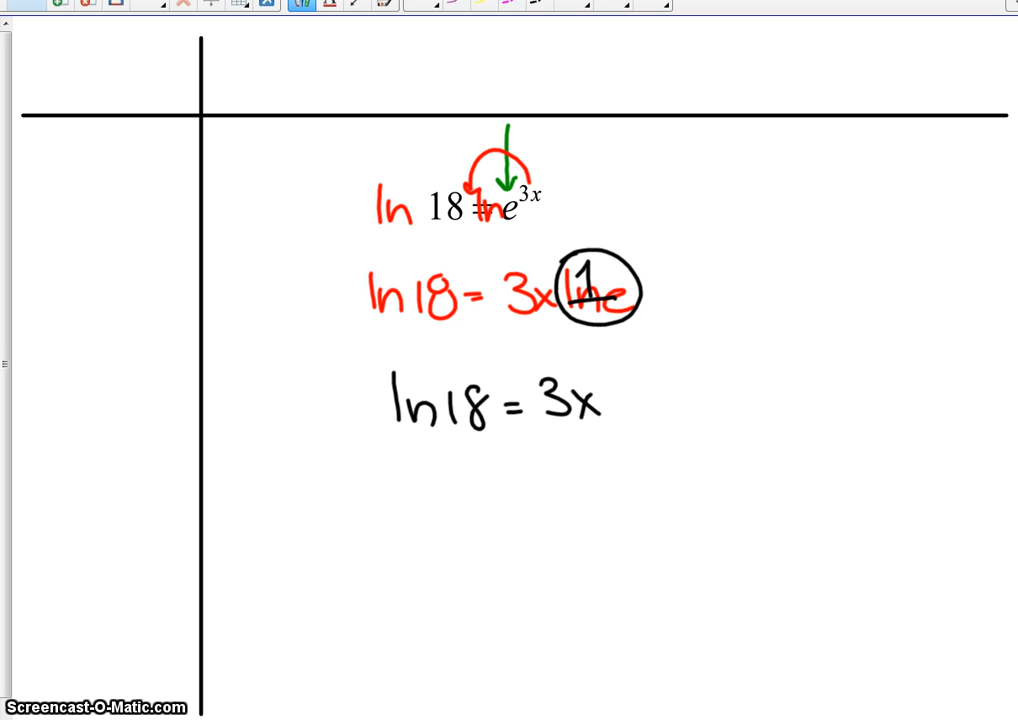 ln 18 = ln e^{3x}
ln 18 = 3x ln e 1
ln 18 = 3x
Screencast-O-Matic.com